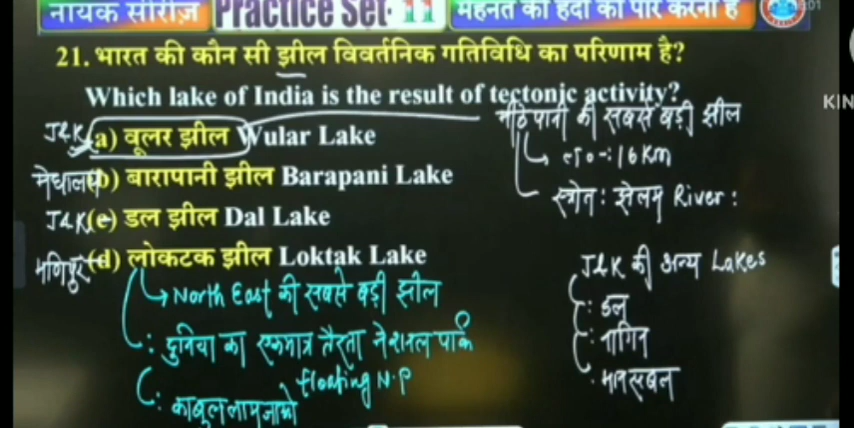 नायक सीरीज़ Practice Set- 11 मेहनत की हदों को पार करना है
21. भारत की कौन सी झील विवर्तनिक गतिविधि का परिणाम है?
Which lake of India is the result of tectonic activity?
मीठे पानी की सबसे बड़ी झील
J&K (a) वूलर झील Wular Lake
ल०-: 16 Km
मेघालय (b) बारापानी झील Barapani Lake
स्त्रोत: झेलम River:
J&K (c) डल झील Dal Lake
मणिपुर (d) लोकटक झील Loktak Lake
J&K की अन्य Lakes
North East की सबसे बड़ी झील
: डल
: दुनिया का एकमात्र तैरता नेशनल पार्क
: नागिन
floating N.P
: मानसबल
KIN